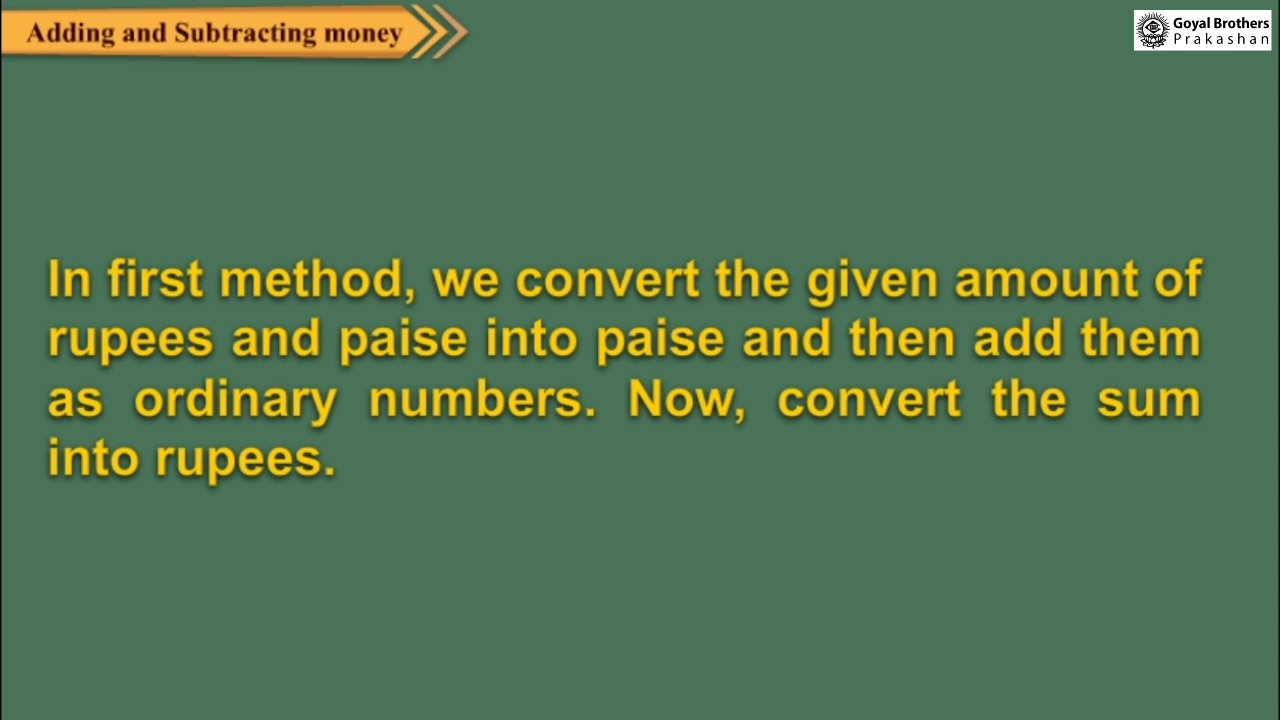 Adding and Subtracting money
Goyal Brothers
Prakashan
In first method, we convert the given amount of
rupees and paise into paise and then add them
as ordinary numbers. Now, convert the sum
into rupees.